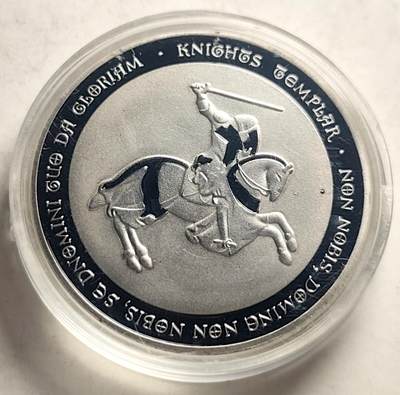 · KNIGHTS TEMPLAR · NON NOBIS, DOMINE NON NOBIS, SE DNOMINI TUO DA GLORIAM